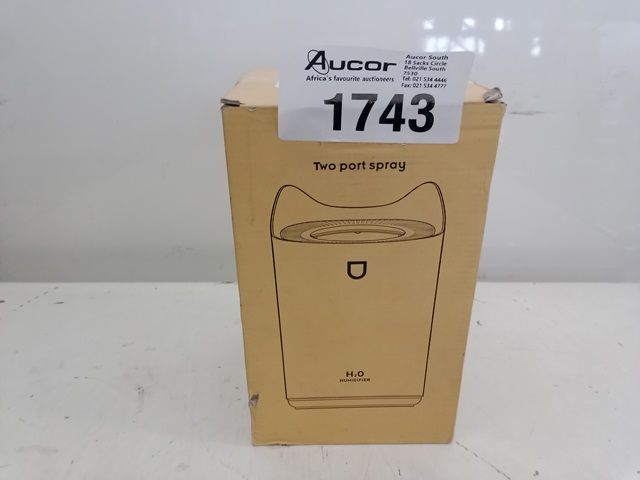 Aucor
Africa's favourite auctioneers
Aucor South
18 Sacks Circle
Bellville South
7530
Tel: 021 534 4446
Fax: 021 534 4777
1743
Two port spray
H₂O
HUMIDIFIER